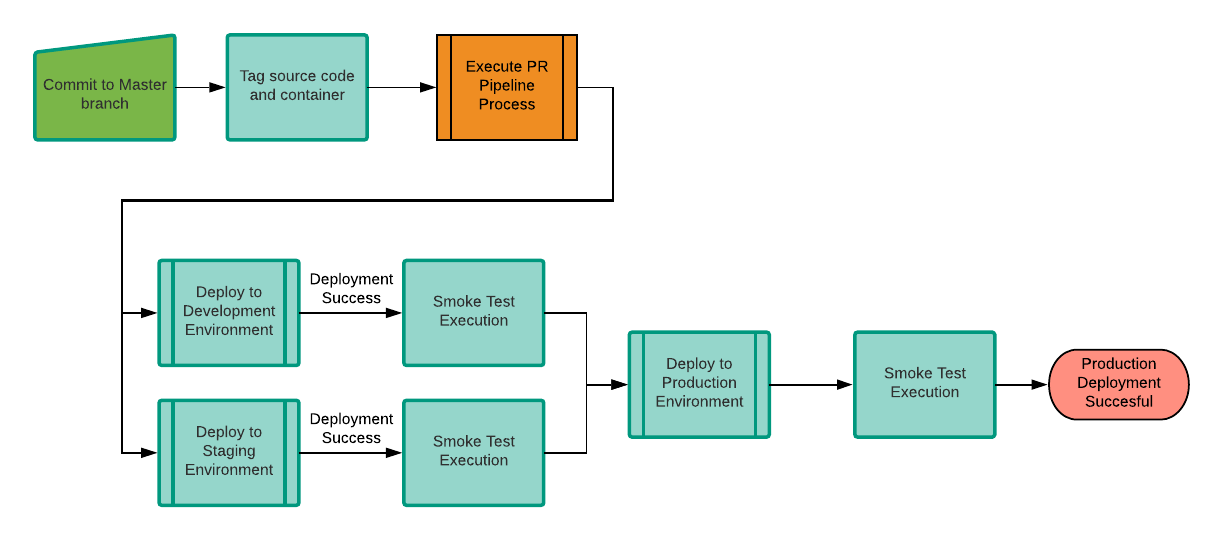 Commit to Master
branch
Tag source code
and container
Execute PR
Pipeline
Process
Deploy to
Development
Environment
Deployment
Success
Smoke Test
Execution
Deploy to
Staging
Environment
Deployment
Success
Smoke Test
Execution
Deploy to
Production
Environment
Smoke Test
Execution
Production
Deployment
Succesful